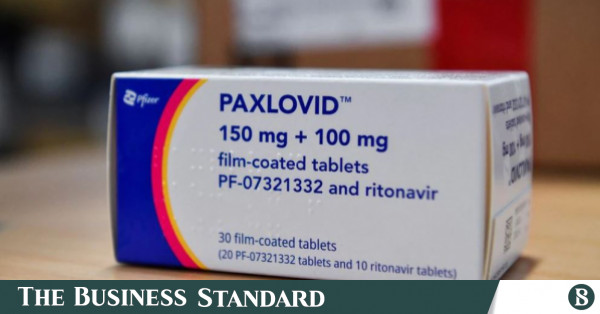 Pfizer
PAXLOVID™
150 mg + 100 mg
film-coated tablets
PF-07321332 and ritonavir
30 film-coated tablets
(20 PF-07321332 tablets and 10 ritonavir tablets)
THE BUSINESS STANDARD